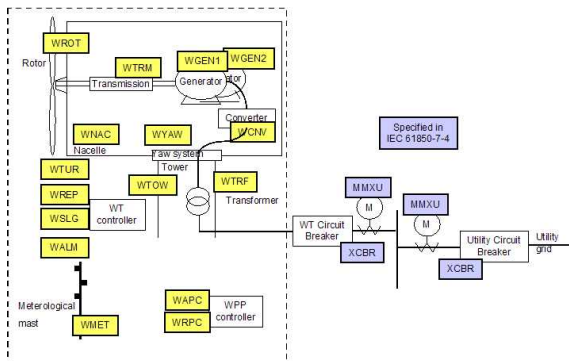 WROT
Rotor
WTRM
WGEN1
WGEN2
Generator
ator
Transmission
Converter
WCNV
WNAC
Nacelle
WYAW
Yaw system
Tower
WTUR
WREP
WSLG
WT
controller
WTOW
WTRF
Transformer
WALM
Meterological
mast
WMET
WAPC
WRPC
WPP
controller
Specified in
IEC 61850-7-4
MMXU
M
MMXU
M
WT Circuit
Breaker
XCBR
Utility Circuit
Breaker
XCBR
Utility
grid